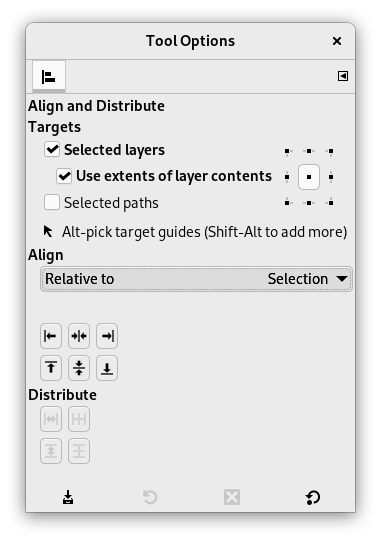 Tool Options
Align and Distribute
Targets
Selected layers
Use extents of layer contents
Selected paths
Alt-pick target guides (Shift-Alt to add more)
Align
Relative to Selection
Distribute